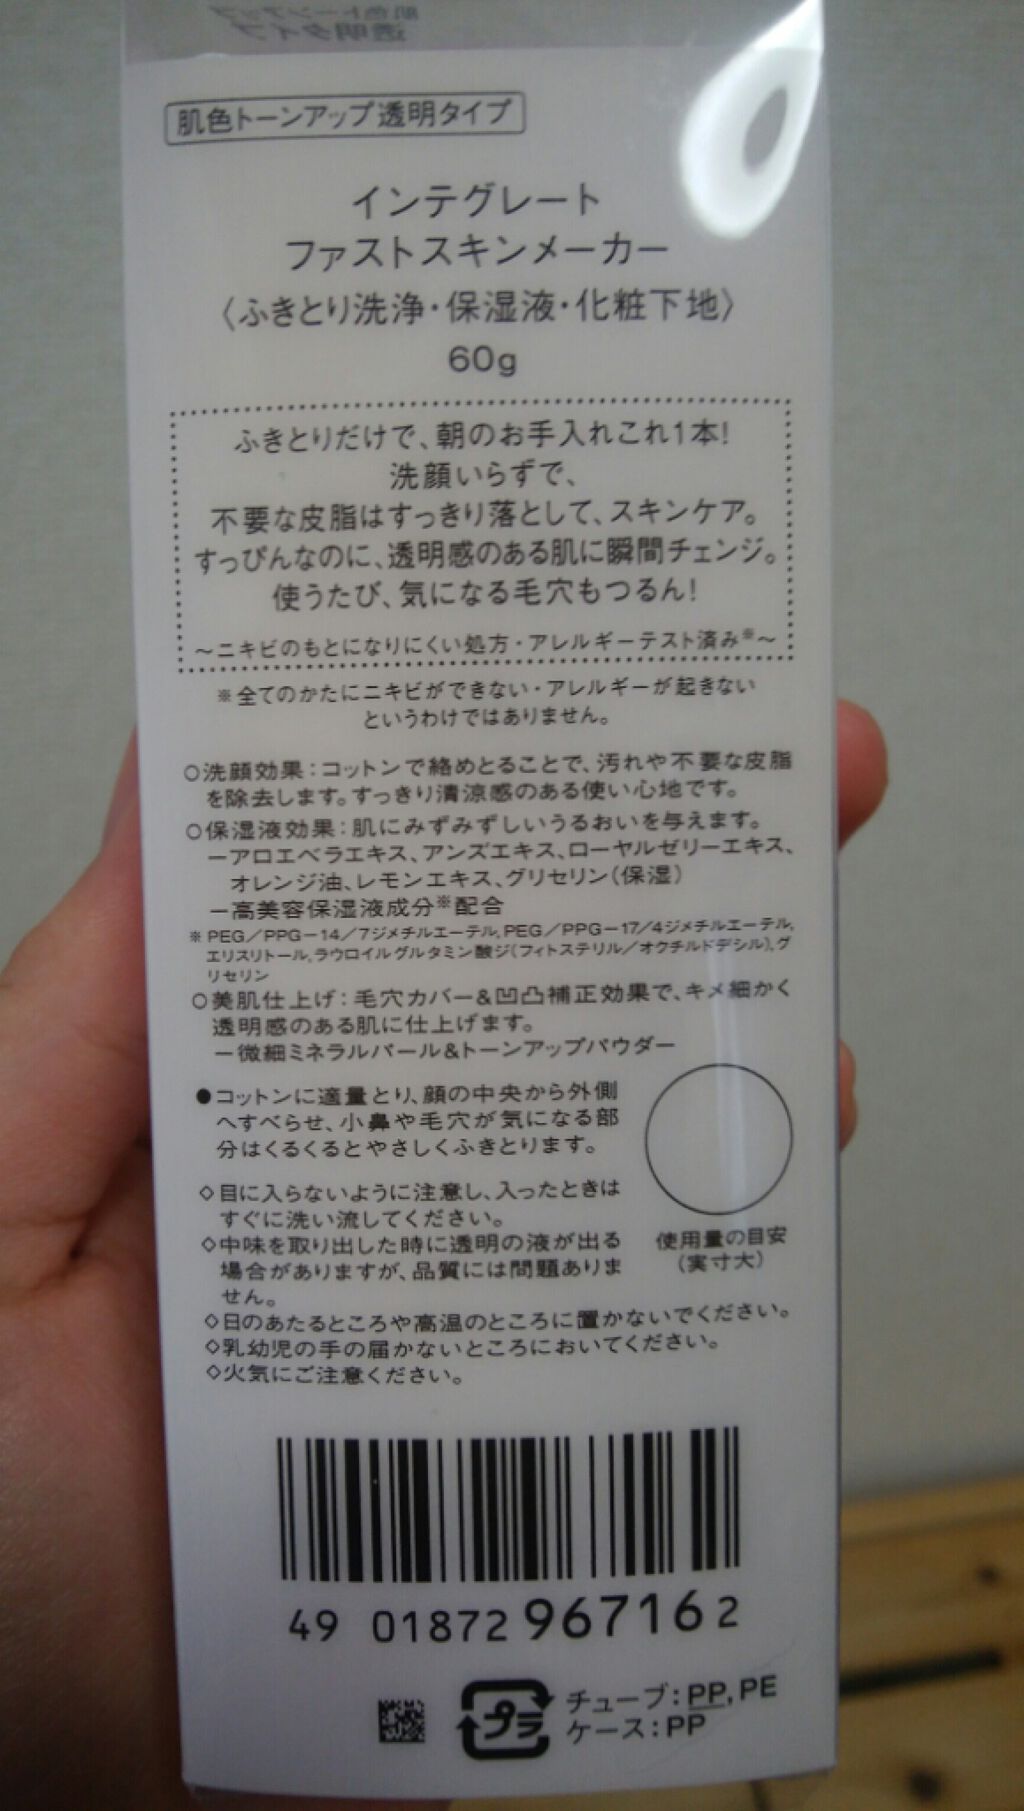 肌色トーンアップ
透明タイプ
肌色トーンアップ 透明タイプ
インテグレート
ファストスキンメーカー
〈ふきとり洗浄・保湿液・化粧下地〉
60g
ふきとりだけで、朝のお手入れこれ1本!
洗顔いらずで、
不要な皮脂はすっきり落として、スキンケア。
すっぴんなのに、透明感のある肌に瞬間チェンジ。
使うたび、気になる毛穴もつるん!
～ニキビのもとになりにくい処方・アレルギーテスト済み※～
※全てのかたにニキビができない・アレルギーが起きない
というわけではありません。
○洗顔効果：コットンで絡めとることで、汚れや不要な皮脂
を除去します。すっきり清涼感のある使い心地です。
○保湿液効果：肌にみずみずしいうるおいを与えます。
－アロエベラエキス、アンズエキス、ローヤルゼリーエキス、
オレンジ油、レモンエキス、グリセリン（保湿）
－高美容保湿液成分※配合
※PEG／PPG－14／7ジメチルエーテル,PEG／PPG－17／4ジメチルエーテル,
エリスリトール,ラウロイルグルタミン酸ジ(フィトステリル／オクチルドデシル),グ
リセリン
○美肌仕上げ：毛穴カバー&凹凸補正効果で、キメ細かく
透明感のある肌に仕上げます。
－微細ミネラルパール&トーンアップパウダー
●コットンに適量とり、顔の中央から外側
へすべらせ、小鼻や毛穴が気になる部
分はくるくるとやさしくふきとります。
◇目に入らないように注意し、入ったときは
すぐに洗い流してください。
◇中味を取り出した時に透明の液が出る
場合がありますが、品質には問題ありま
せん。
使用量の目安
（実寸大）
◇日のあたるところや高温のところに置かないでください。
◇乳幼児の手の届かないところにおいてください。
◇火気にご注意ください。
49 01872 967162
プラ
チューブ：PP, PE
ケース：PP